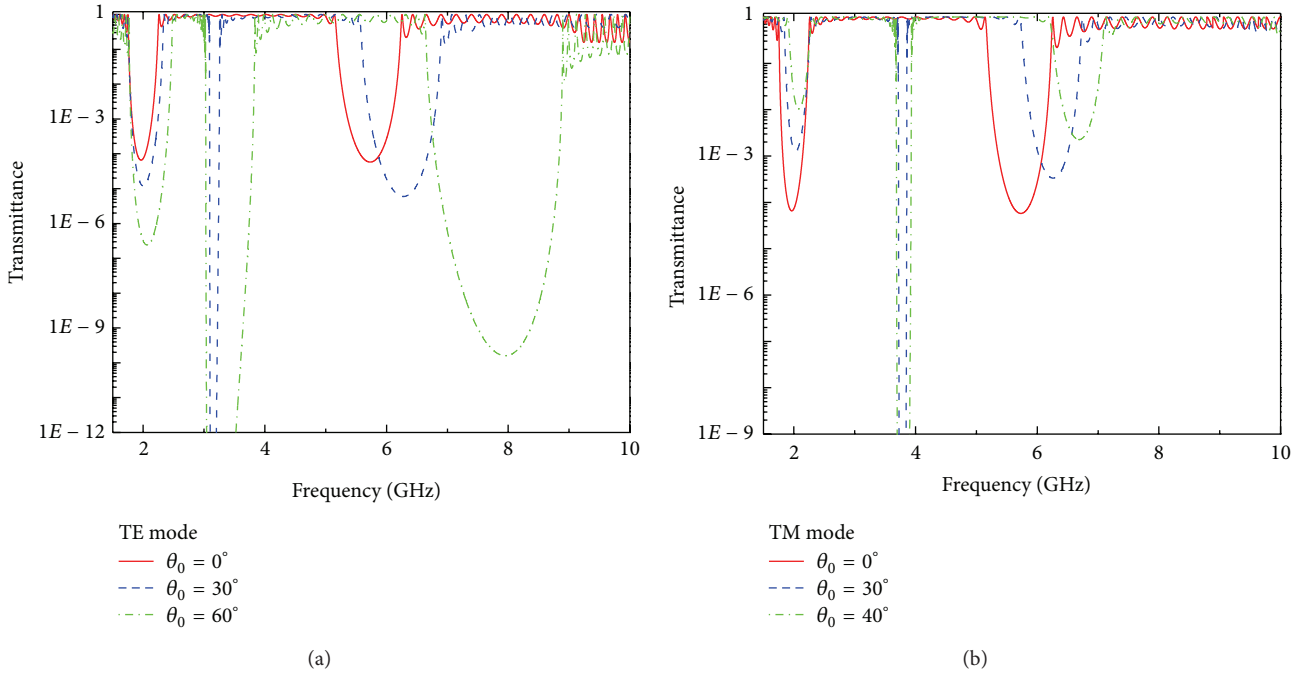 1
1E − 3
1E − 6
1E − 9
1E − 12
Transmittance
2 4 6 8 10
Frequency (GHz)
TE mode
θ₀ = 0°
θ₀ = 30°
θ₀ = 60°
(a)
1
1E − 3
1E − 6
1E − 9
Transmittance
2 4 6 8 10
Frequency (GHz)
TM mode
θ₀ = 0°
θ₀ = 30°
θ₀ = 40°
(b)